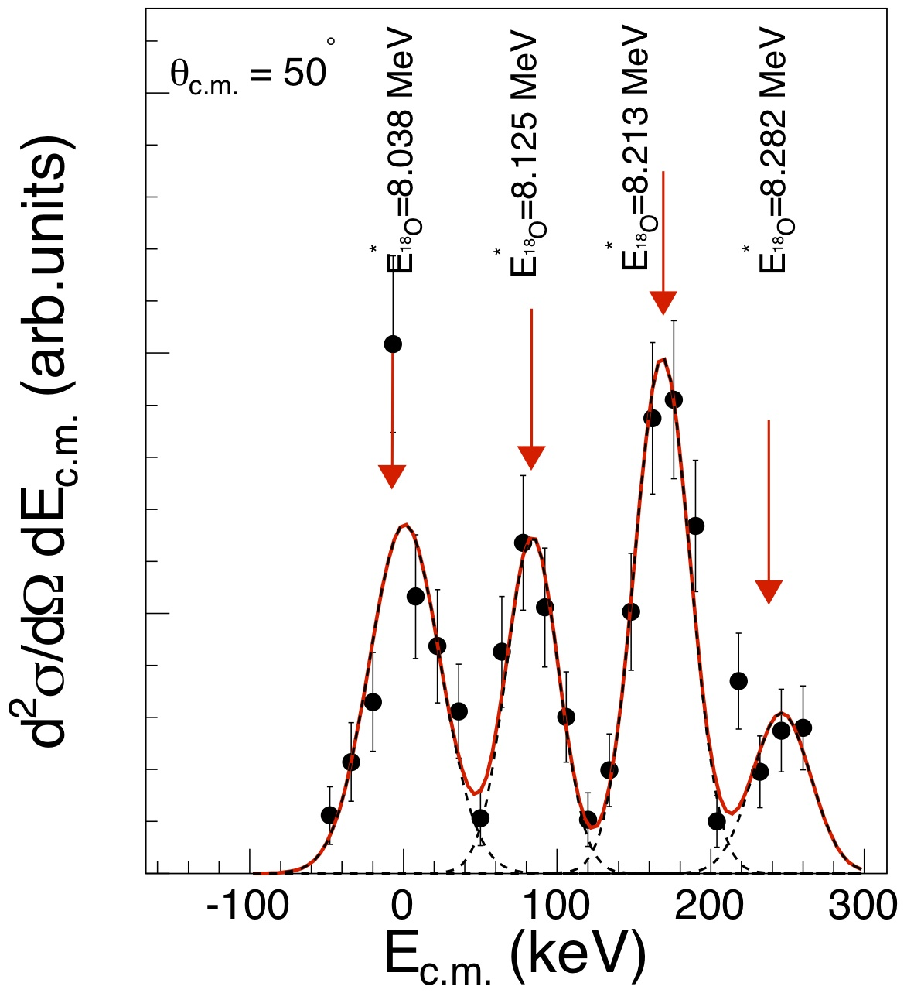 θc.m. = 50°
E*18O=8.038 MeV
E*18O=8.125 MeV
E*18O=8.213 MeV
E*18O=8.282 MeV
d2σ/dΩ dEc.m. (arb.units)
-100 0 100 200 300
Ec.m. (keV)